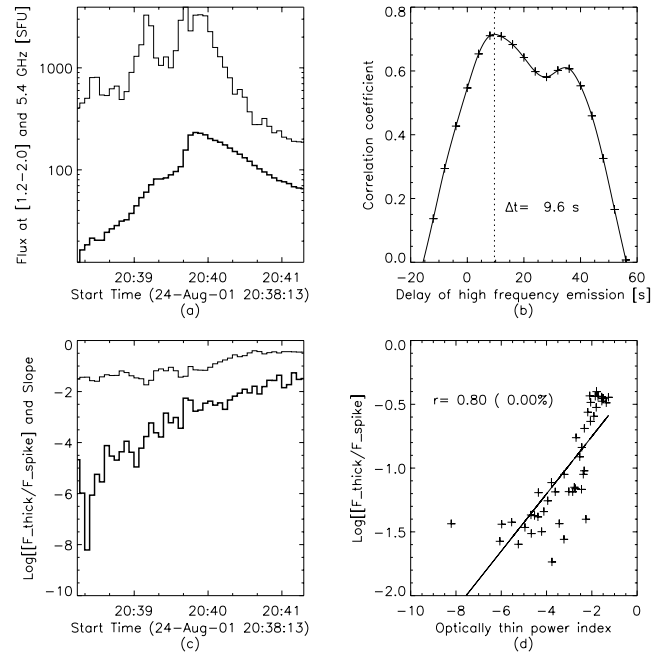 Flux at [1.2-2.0] and 5.4 GHz [SFU]
1000
100
20:39 20:40 20:41
Start Time (24-Aug-01 20:38:13)
(a)
Correlation coefficient
0.8
0.6
0.4
0.2
0.0
Δt= 9.6 s
-20 0 20 40 60
Delay of high frequency emission [s]
(b)
Log[[F_thick/F_spike] and Slope
0
-2
-4
-6
-8
-10
20:39 20:40 20:41
Start Time (24-Aug-01 20:38:13)
(c)
Log[[F_thick/F_spike]
0.0
-0.5
-1.0
-1.5
-2.0
r= 0.80 ( 0.00%)
-10 -8 -6 -4 -2 0
Optically thin power index
(d)